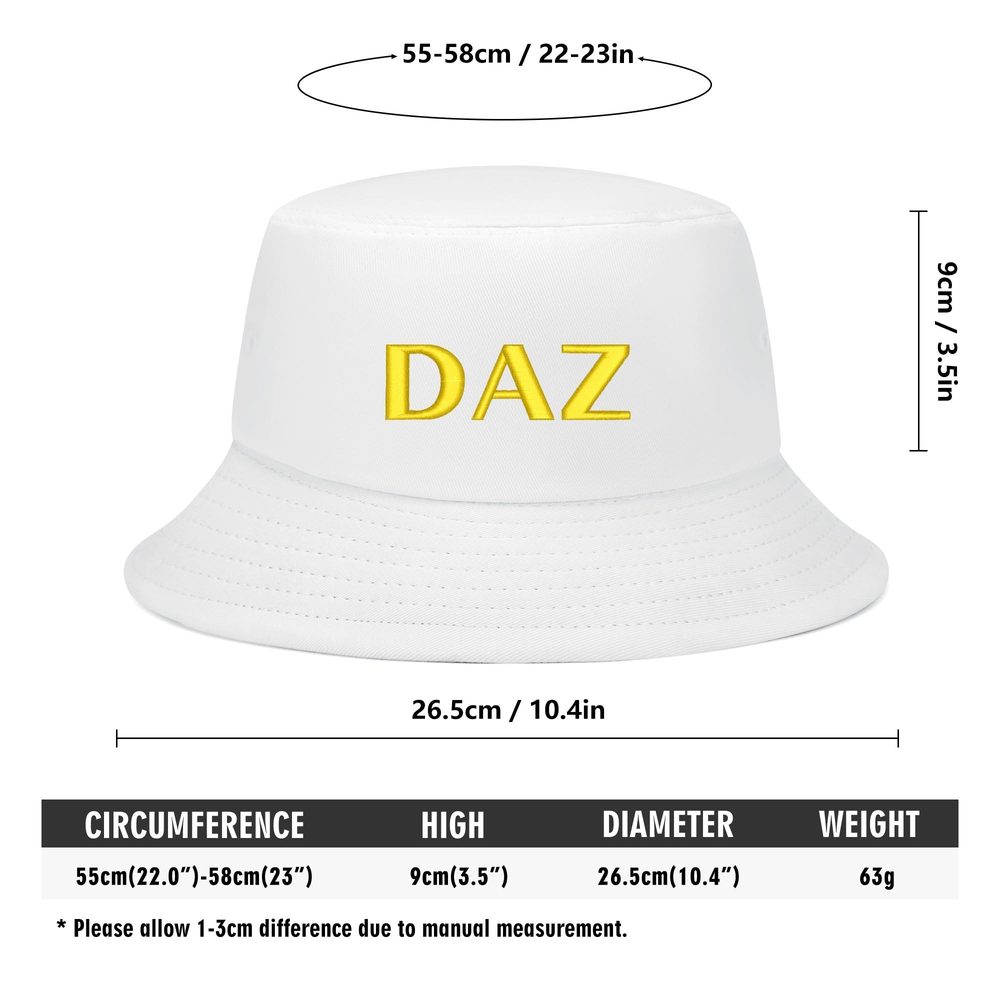 55-58cm / 22-23in
9cm / 3.5in
DAZ
26.5cm / 10.4in
CIRCUMFERENCE HIGH DIAMETER WEIGHT
55cm(22.0”)-58cm(23”) 9cm(3.5”) 26.5cm(10.4”) 63g
* Please allow 1-3cm difference due to manual measurement.